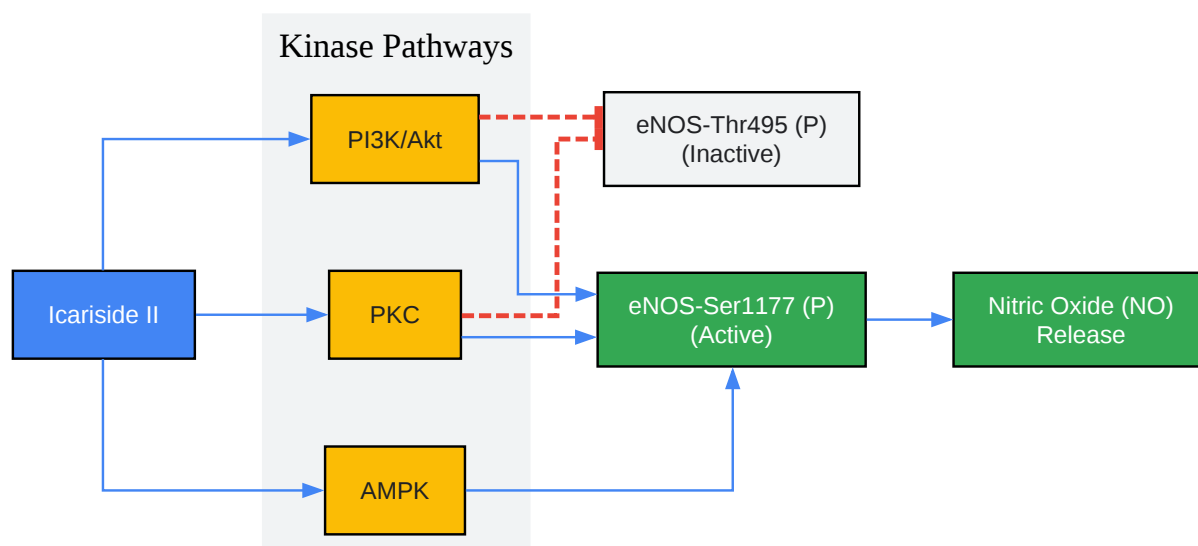 Kinase Pathways
PI3K/Akt
eNOS-Thr495 (P)
(Inactive)
Icariside II
PKC
eNOS-Ser1177 (P)
(Active)
Nitric Oxide (NO)
Release
AMPK